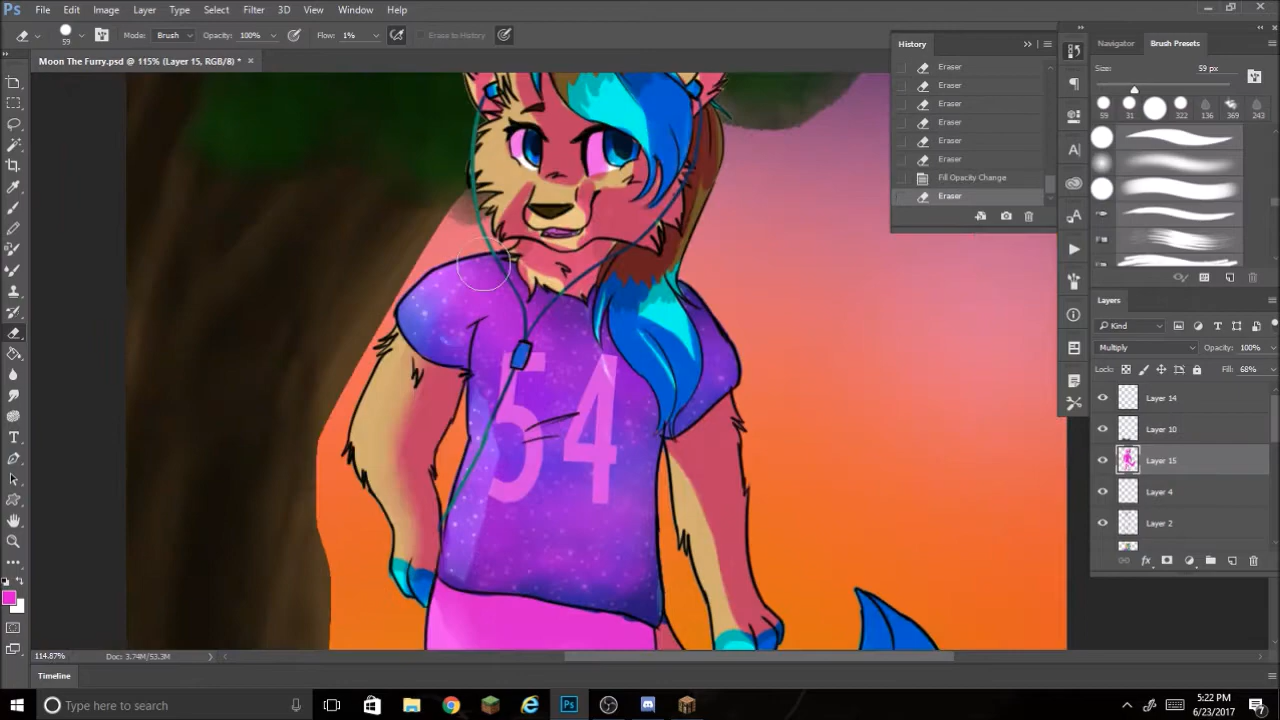 Ps File Edit Image Layer Type Select Filter 3D View Window Help
59 Mode: Brush Opacity: 100% Flow: 1% Erase to History
Moon The Furry.psd @ 115% (Layer 15, RGB/8) * ×
History
Eraser
Eraser
Eraser
Eraser
Eraser
Eraser
Fill Opacity Change
Eraser
Navigator Brush Presets
Size: 59 px
59 31 322 136 369 243
Layers
Kind
Multiply Opacity: 100%
Lock: Fill: 68%
Layer 14
Layer 10
Layer 15
Layer 4
Layer 2
54
114.87% Doc: 3.74M/53.3M
Timeline
Type here to search
5:22 PM
6/23/2017